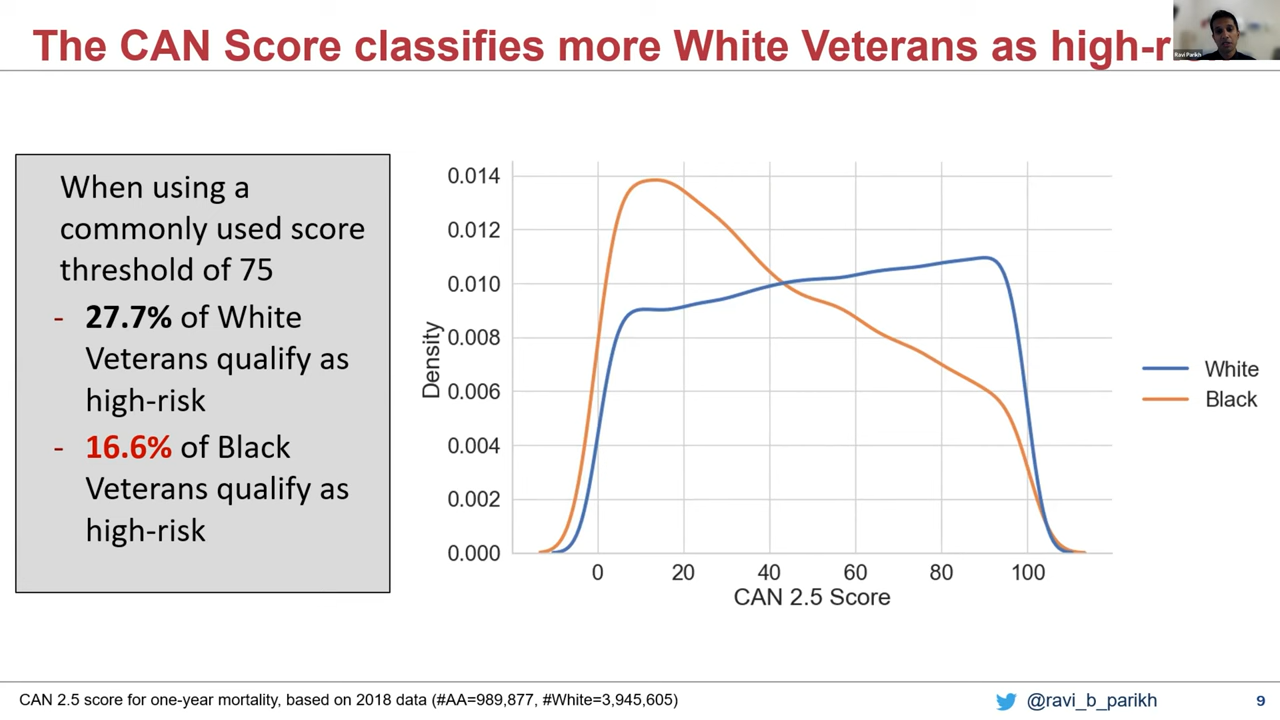 The CAN Score classifies more White Veterans as high-r
Ravi Parikh
When using a
commonly used score
threshold of 75
- 27.7% of White
Veterans qualify as
high-risk
- 16.6% of Black
Veterans qualify as
high-risk
0.014
0.012
0.010
0.008
0.006
0.004
0.002
0.000
Density
0 20 40 60 80 100
CAN 2.5 Score
White
Black
CAN 2.5 score for one-year mortality, based on 2018 data (#AA=989,877, #White=3,945,605)
@ravi_b_parikh
9